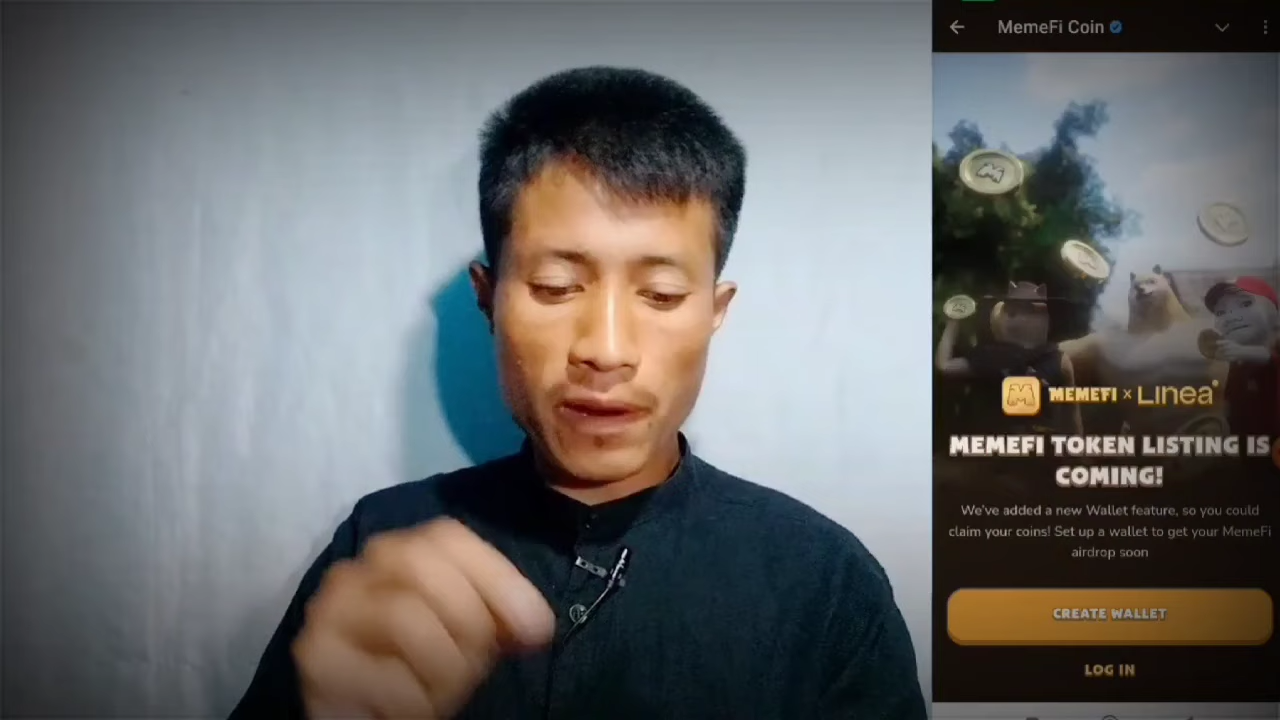 MemeFi Coin
MEMEFI × Linea
MEMEFI TOKEN LISTING IS
COMING!
We've added a new Wallet feature, so you could
claim your coins! Set up a wallet to get your MemeFi
airdrop soon
CREATE WALLET
LOG IN